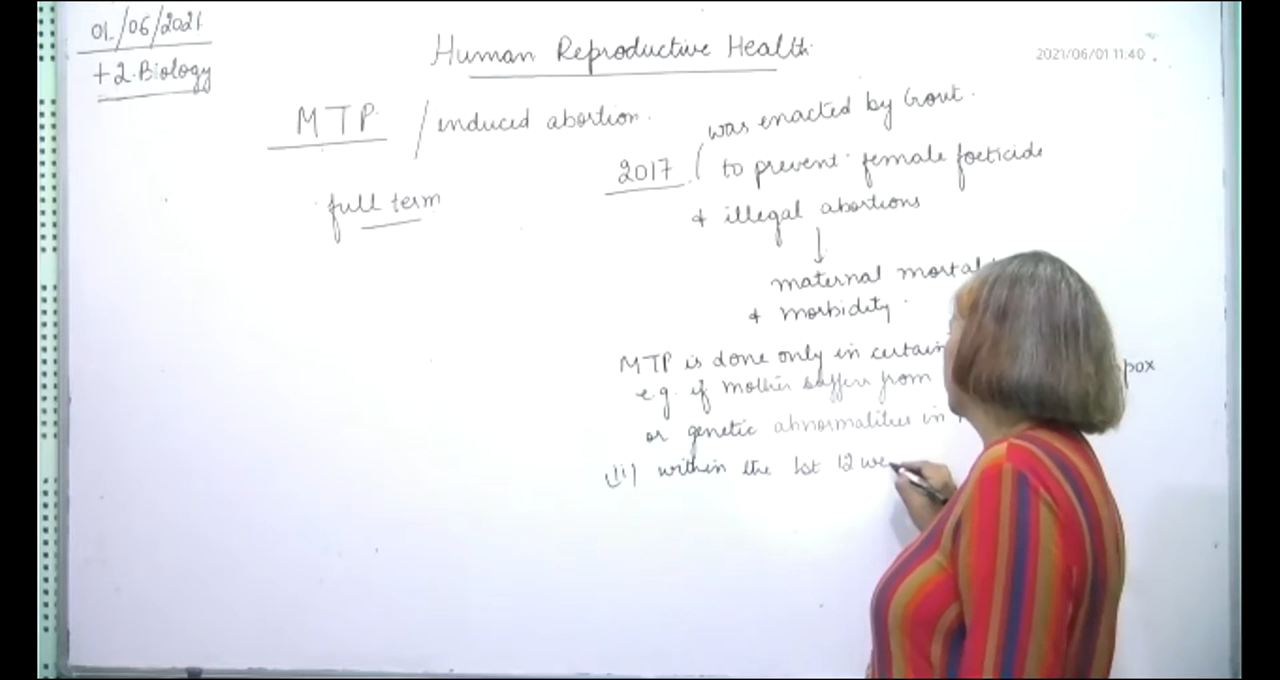 01/06/2021
+2 Biology
Human Reproductive Health
2021/06/01 11:40
MTP / induced abortion.
full term
2017
was enacted by Govt.
to prevent female foeticide
& illegal abortions
↓
maternal mortal
& morbidity
MTP is done only in certain
e.g. if mother suffers from pox
or genetic abnormalities in
(ii) within the 1st 12 we